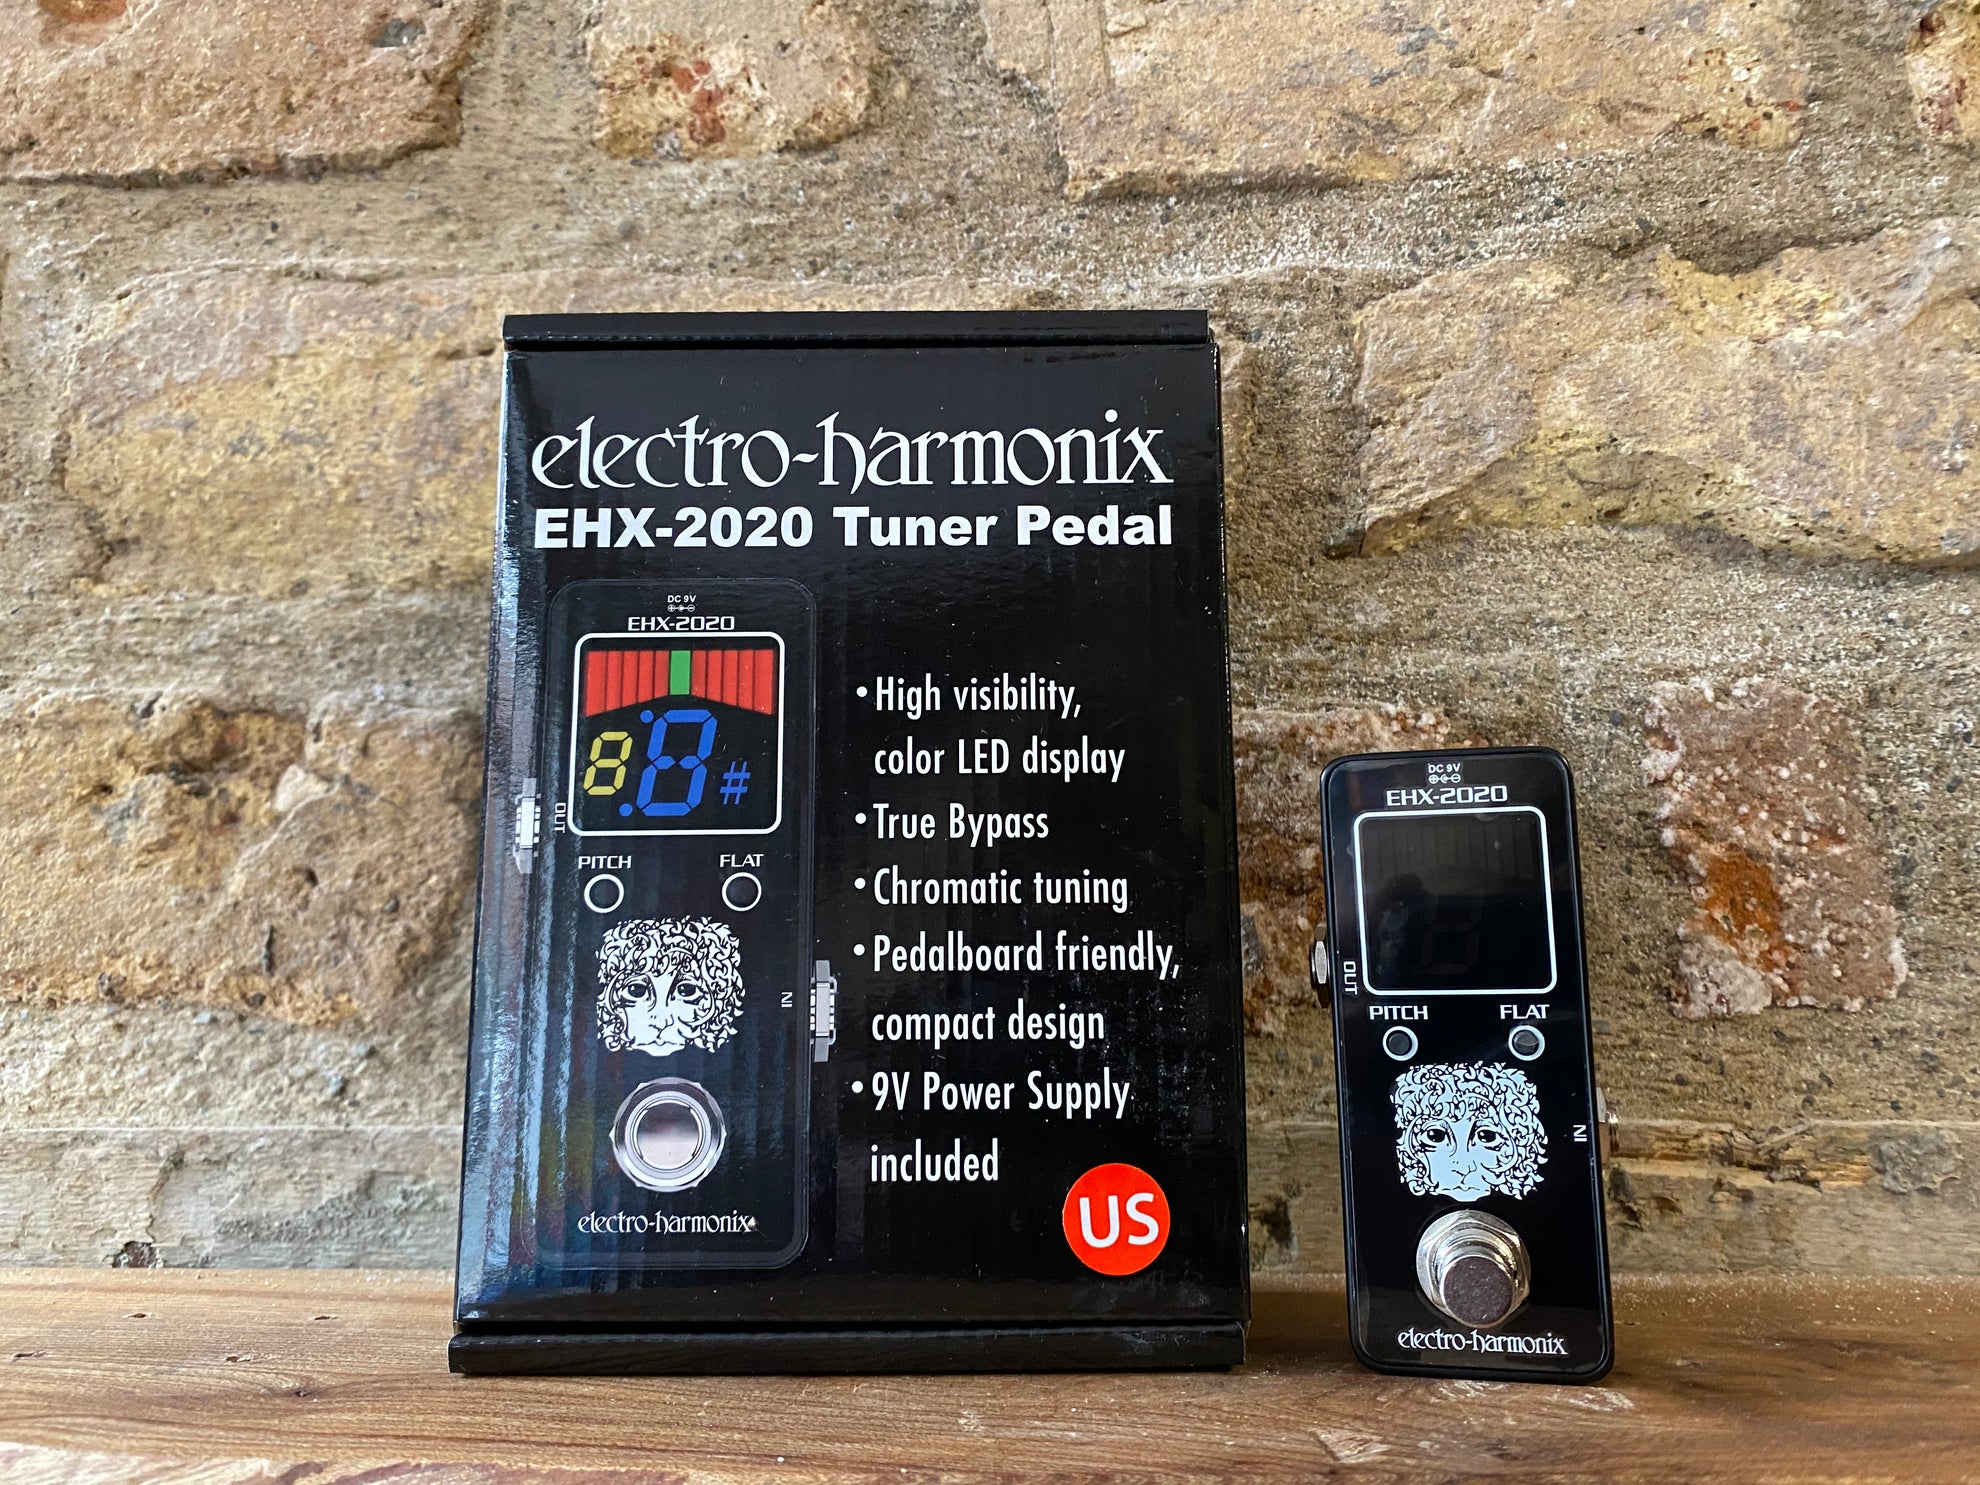 electro-harmonix
EHX-2020 Tuner Pedal
DC 9V
EHX-2020
88#
OUT
PITCH FLAT
IN
electro-harmonix
•High visibility,
color LED display
•True Bypass
•Chromatic tuning
•Pedalboard friendly,
compact design
•9V Power Supply
included
US
DC 9V
EHX-2020
OUT
PITCH FLAT
IN
electro-harmonix